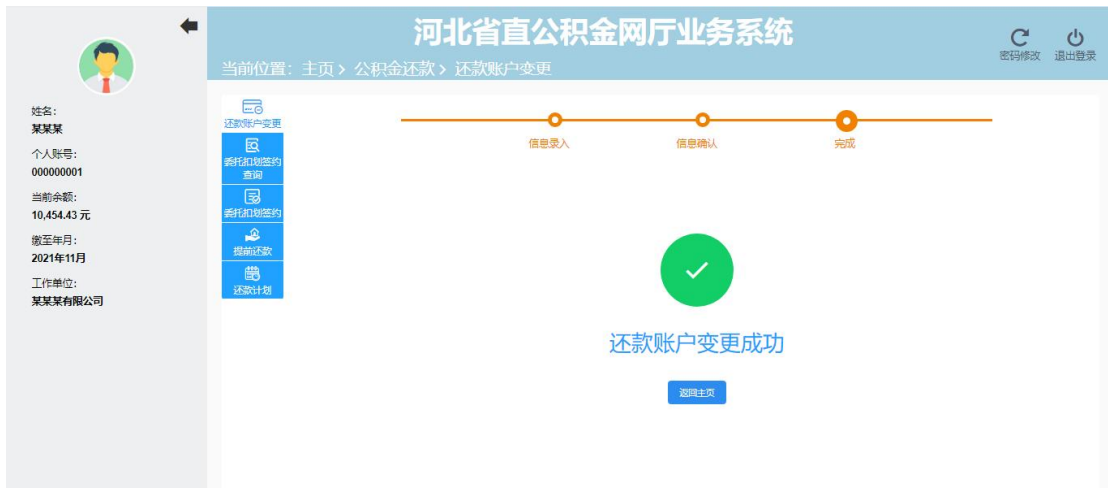 河北省直公积金网厅业务系统
当前位置：主页 > 公积金还款 > 还款账户变更
密码修改
退出登录
姓名：
某某某
个人账号：
000000001
当前余额：
10,454.43 元
缴至年月：
2021年11月
工作单位：
某某某有限公司
还款账户变更
委托扣划签约
查询
委托扣划签约
提前还款
还款计划
信息录入
信息确认
完成
还款账户变更成功
返回主页